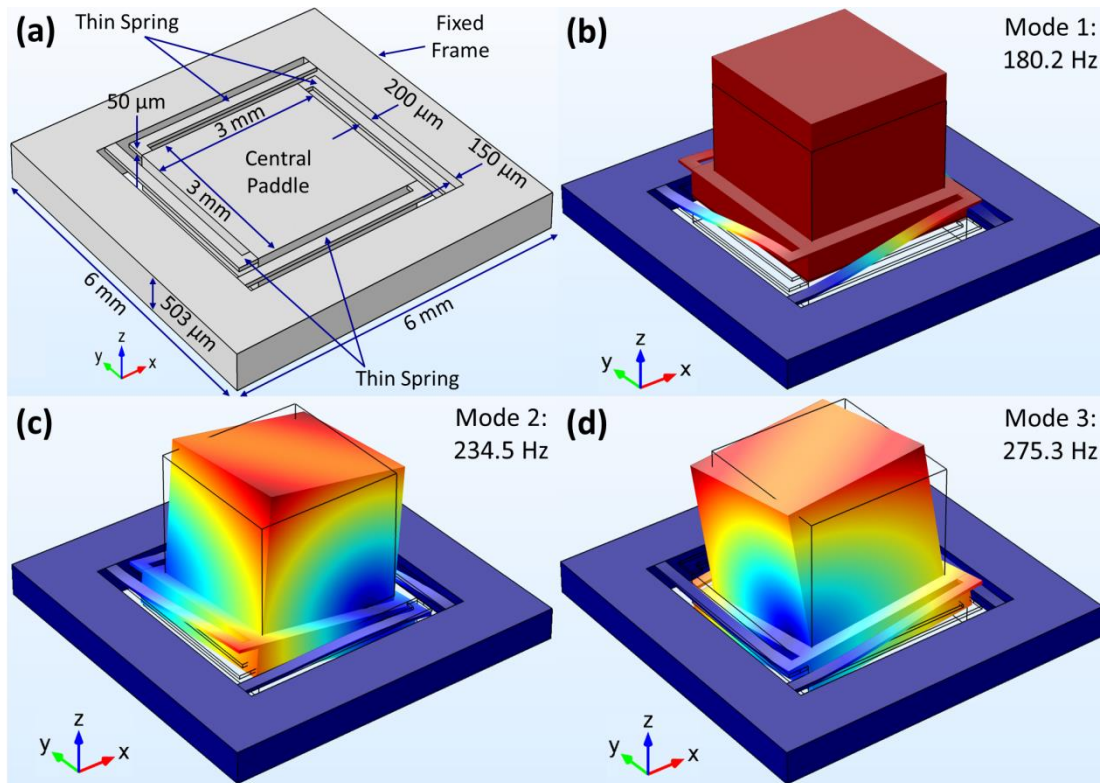 (a)
Thin Spring
Fixed
Frame
50 µm
3 mm
200 µm
150 µm
Central
Paddle
3 mm
6 mm
503 µm
6 mm
Thin Spring
z
y
x
(b)
Mode 1:
180.2 Hz
z
y
x
(c)
Mode 2:
234.5 Hz
z
y
x
(d)
Mode 3:
275.3 Hz
z
y
x